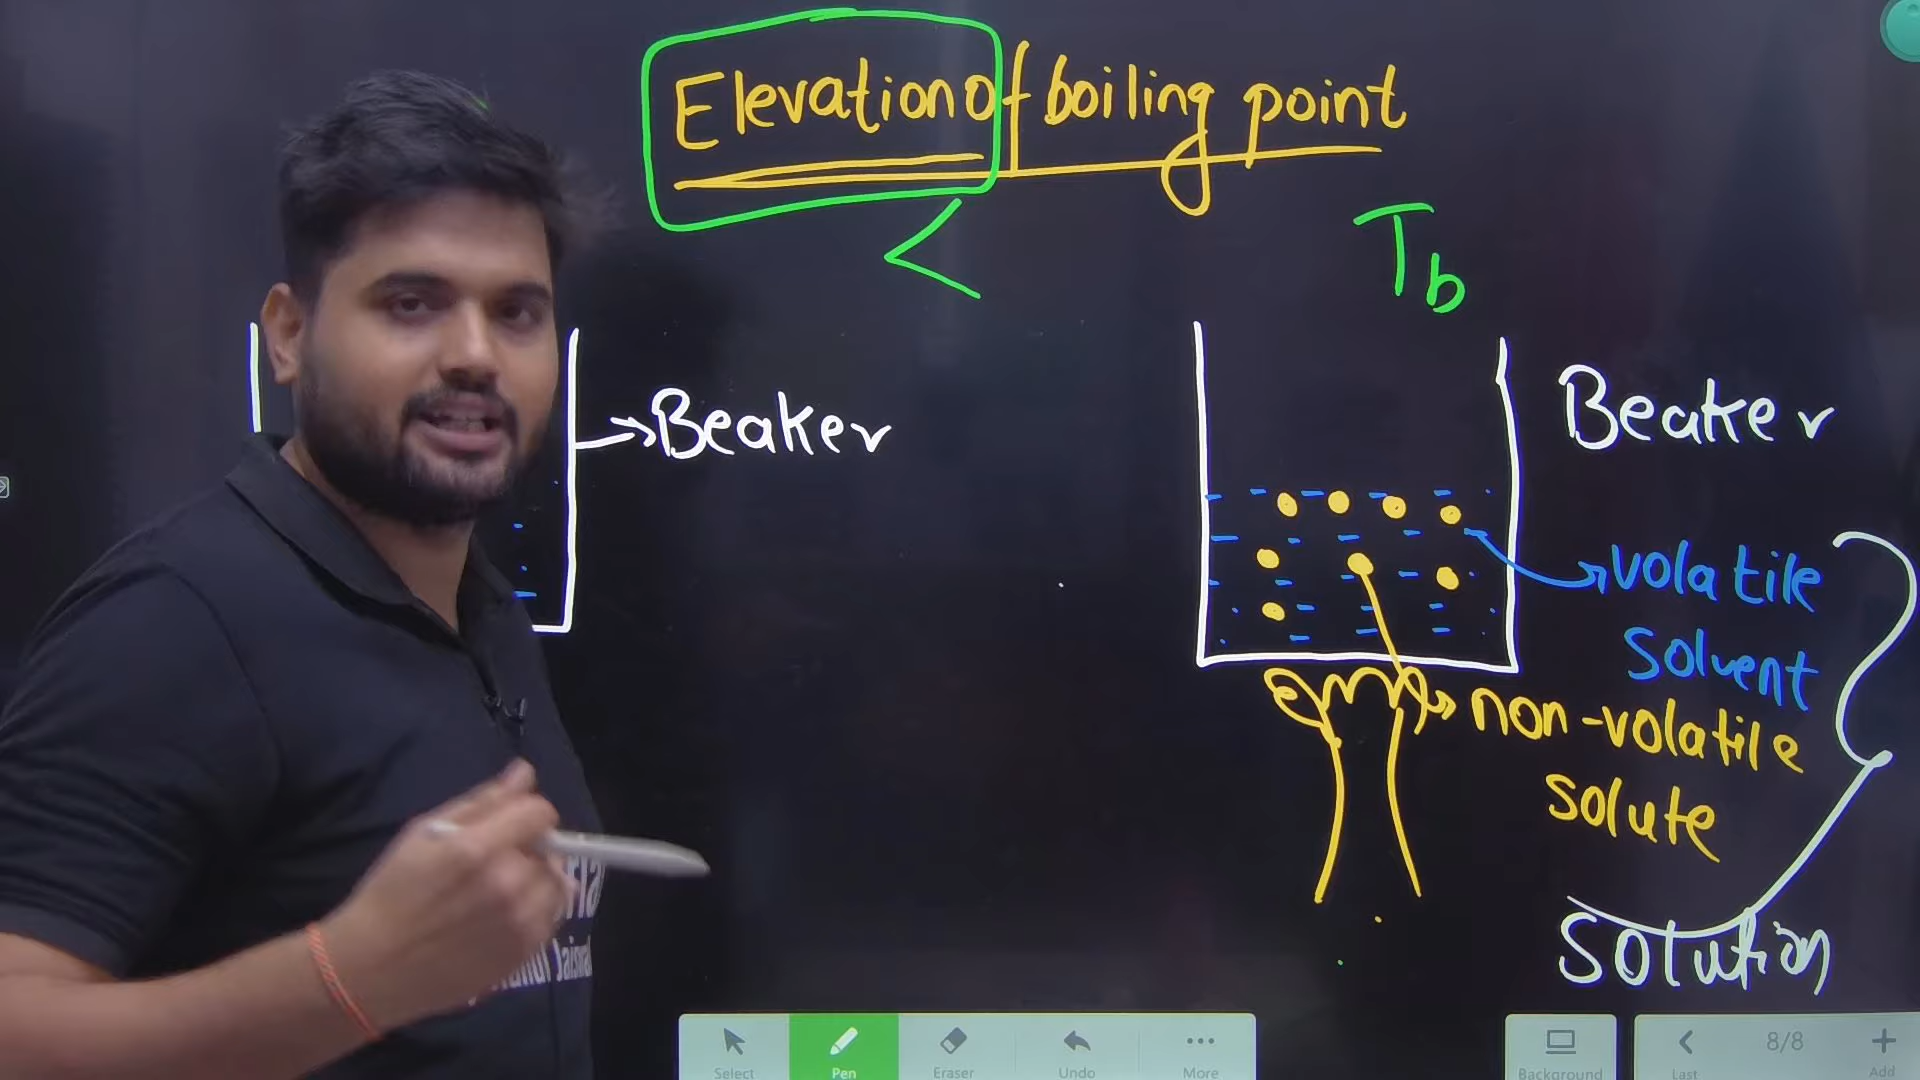 Elevation of boiling point
<
Tb
Beaker
Beaker
volatile
solvent
non-volatile
solute
solution
Jaiswal
Select
Pen
Eraser
Undo
More
Background
Last
8/8
Add